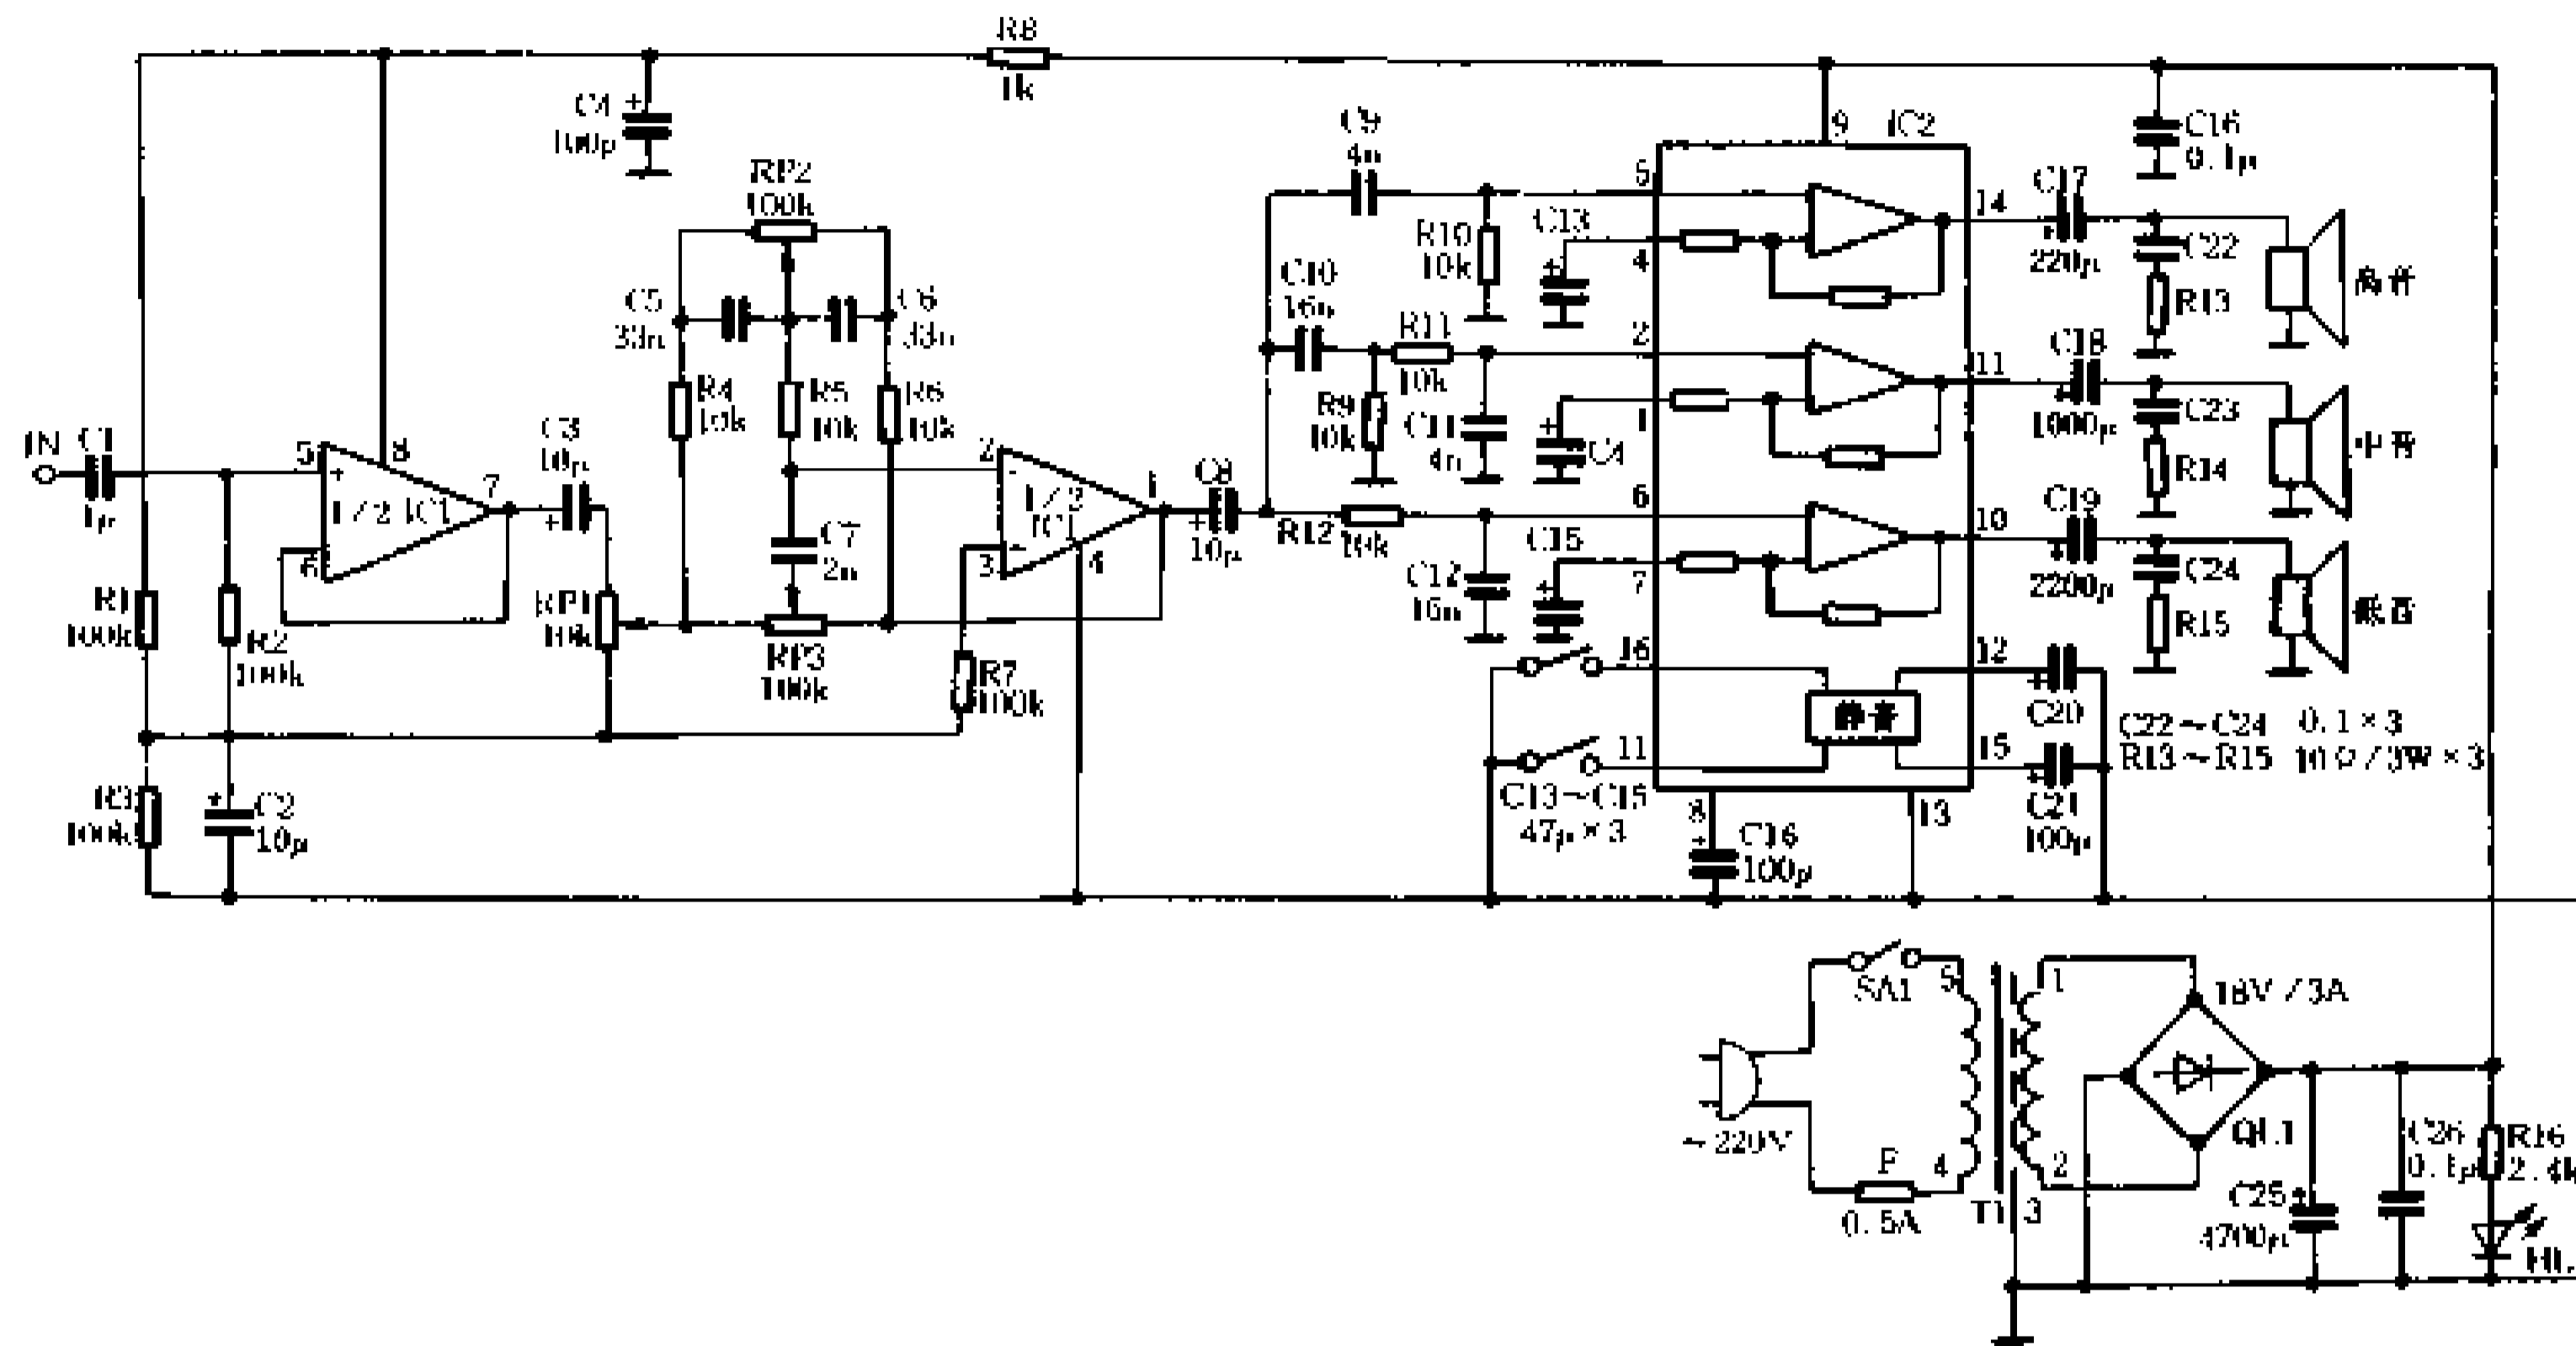 R8
1k
C4
100μ
RP2
100k
C5
33n
C6
33n
R4
10k
R5
10k
R6
10k
IN
C1
1μ
5
8
7
6
1/2 IC1
C3
10μ
R1
100k
R2
100k
RP1
10k
C7
2n
RP3
100k
R7
100k
R3
100k
C2
10μ
2
3
1
4
1/2
IC1
C8
10μ
C9
4n
C10
16n
R10
10k
R11
10k
R9
10k
C11
4n
R12
10k
C12
16n
C13
C4
C15
9
IC2
5
4
2
1
6
7
16
11
8
13
14
11
10
12
15
静音
C13～C15
47μ×3
C16
100μ
C16
0.1μ
C17
220μ
C22
R13
高音
C18
1000μ
C23
R14
中音
C19
2200μ
C24
R15
低音
C20
C21
100μ
C22～C24 0.1×3
R13～R15 10Ω/3W×3
SA1
5
1
18V/3A
～220V
F
0.5A
4
2
T1
3
QL1
C25
4700μ
C26
0.1μ
R16
2.4k